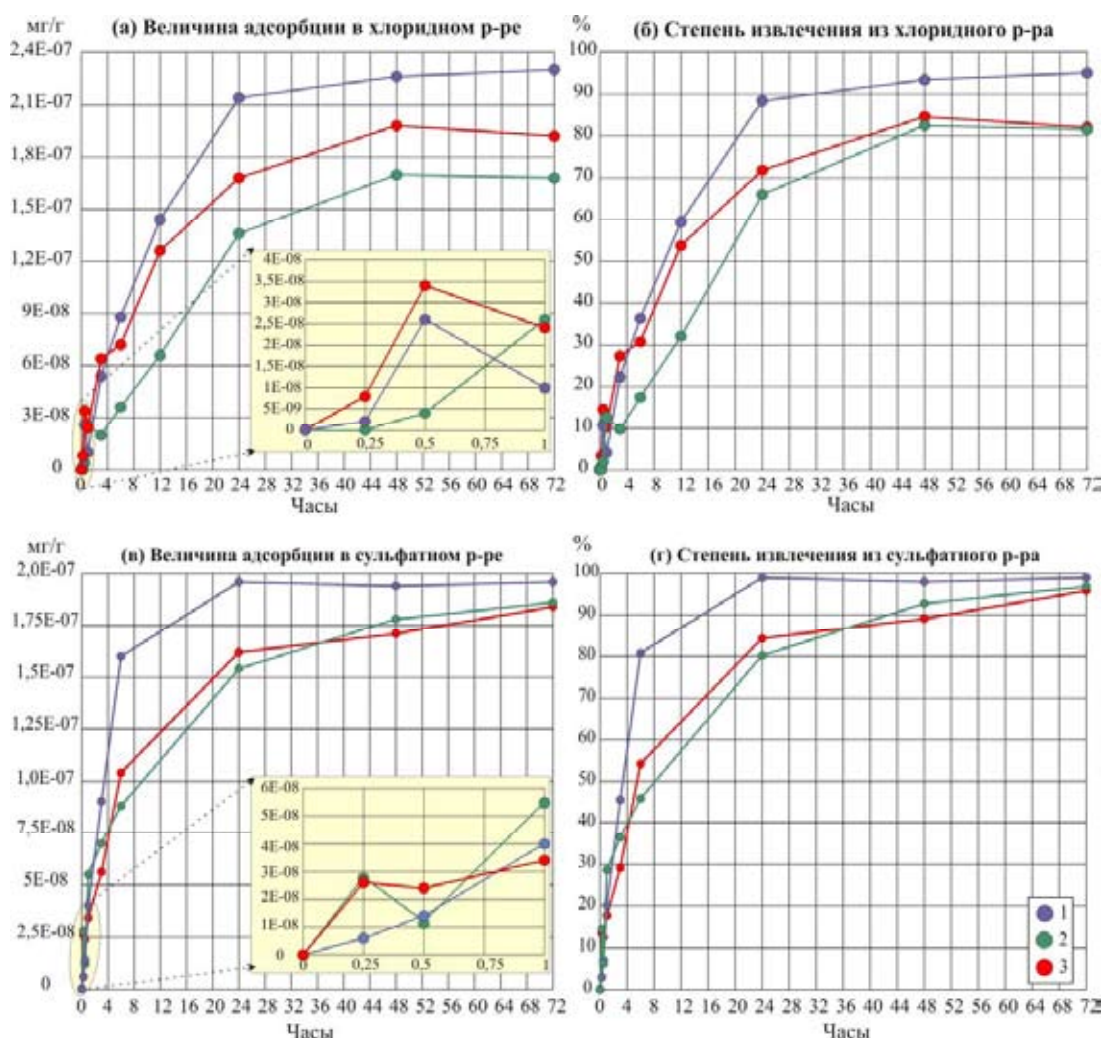 мг/г
(а) Величина адсорбции в хлоридном р-ре
2,4E-07
2,1E-07
1,8E-07
1,5E-07
1,2E-07
9E-08
6E-08
3E-08
0
4E-08
3,5E-08
3E-08
2,5E-08
2E-08
1,5E-08
1E-08
5E-09
0
0 0,25 0,5 0,75 1
0 4 8 12 16 20 24 28 32 36 40 44 48 52 56 60 64 68 72
Часы
%
(б) Степень извлечения из хлоридного р-ра
100
90
80
70
60
50
40
30
20
10
0
0 4 8 12 16 20 24 28 32 36 40 44 48 52 56 60 64 68 72
Часы
мг/г
(в) Величина адсорбции в сульфатном р-ре
2,0E-07
1,75E-07
1,5E-07
1,25E-07
1,0E-07
7,5E-08
5E-08
2,5E-08
0
6E-08
5E-08
4E-08
3E-08
2E-08
1E-08
0
0 0,25 0,5 0,75 1
0 4 8 12 16 20 24 28 32 36 40 44 48 52 56 60 64 68 72
Часы
%
(г) Степень извлечения из сульфатного р-ра
100
90
80
70
60
50
40
30
20
10
0
1
2
3
0 4 8 12 16 20 24 28 32 36 40 44 48 52 56 60 64 68 72
Часы